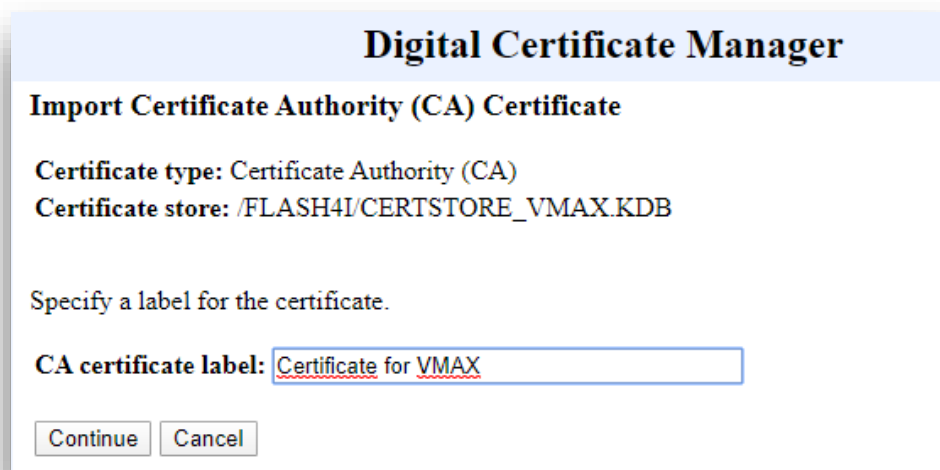 Digital Certificate Manager
Import Certificate Authority (CA) Certificate
Certificate type: Certificate Authority (CA)
Certificate store: /FLASH4I/CERTSTORE_VMAX.KDB
Specify a label for the certificate.
CA certificate label: Certificate for VMAX
Continue Cancel